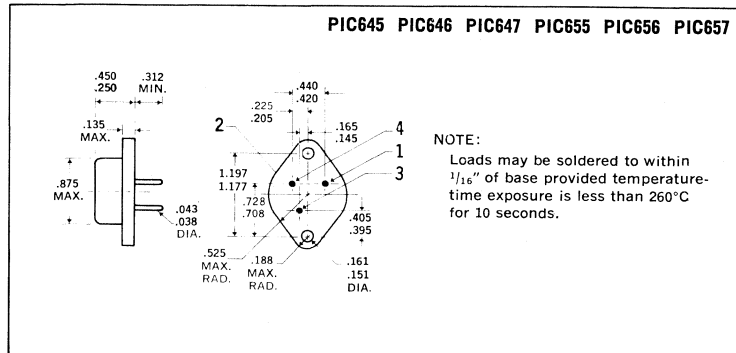 PIC645 PIC646 PIC647 PIC655 PIC656 PIC657
.450
.250
.312
MIN.
.440
.420
.225
.205
.135
MAX.
2
.165
.145
4
1
3
1.197
1.177
.875
MAX.
.728
.708
.043
.038
DIA.
.405
.395
.525
MAX.
RAD.
.188
MAX.
RAD.
.161
.151
DIA.
NOTE:
Loads may be soldered to within
1/16" of base provided temperature-
time exposure is less than 260°C
for 10 seconds.